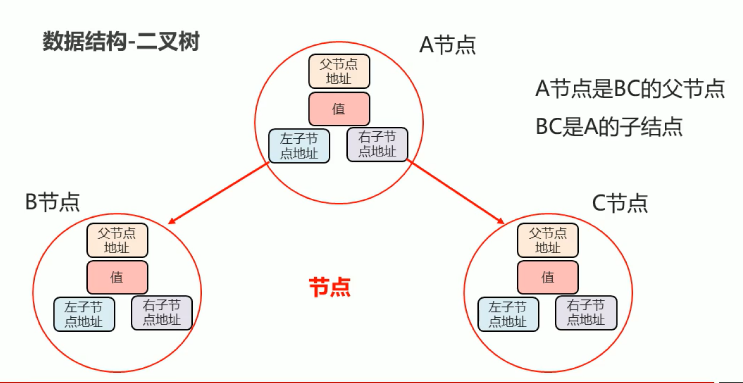 数据结构-二叉树
A节点
父节点
地址
值
左子节
点地址
右子节
点地址
A节点是BC的父节点
BC是A的子结点
B节点
父节点
地址
值
左子节
点地址
右子节
点地址
节点
C节点
父节点
地址
值
左子节
点地址
右子节
点地址